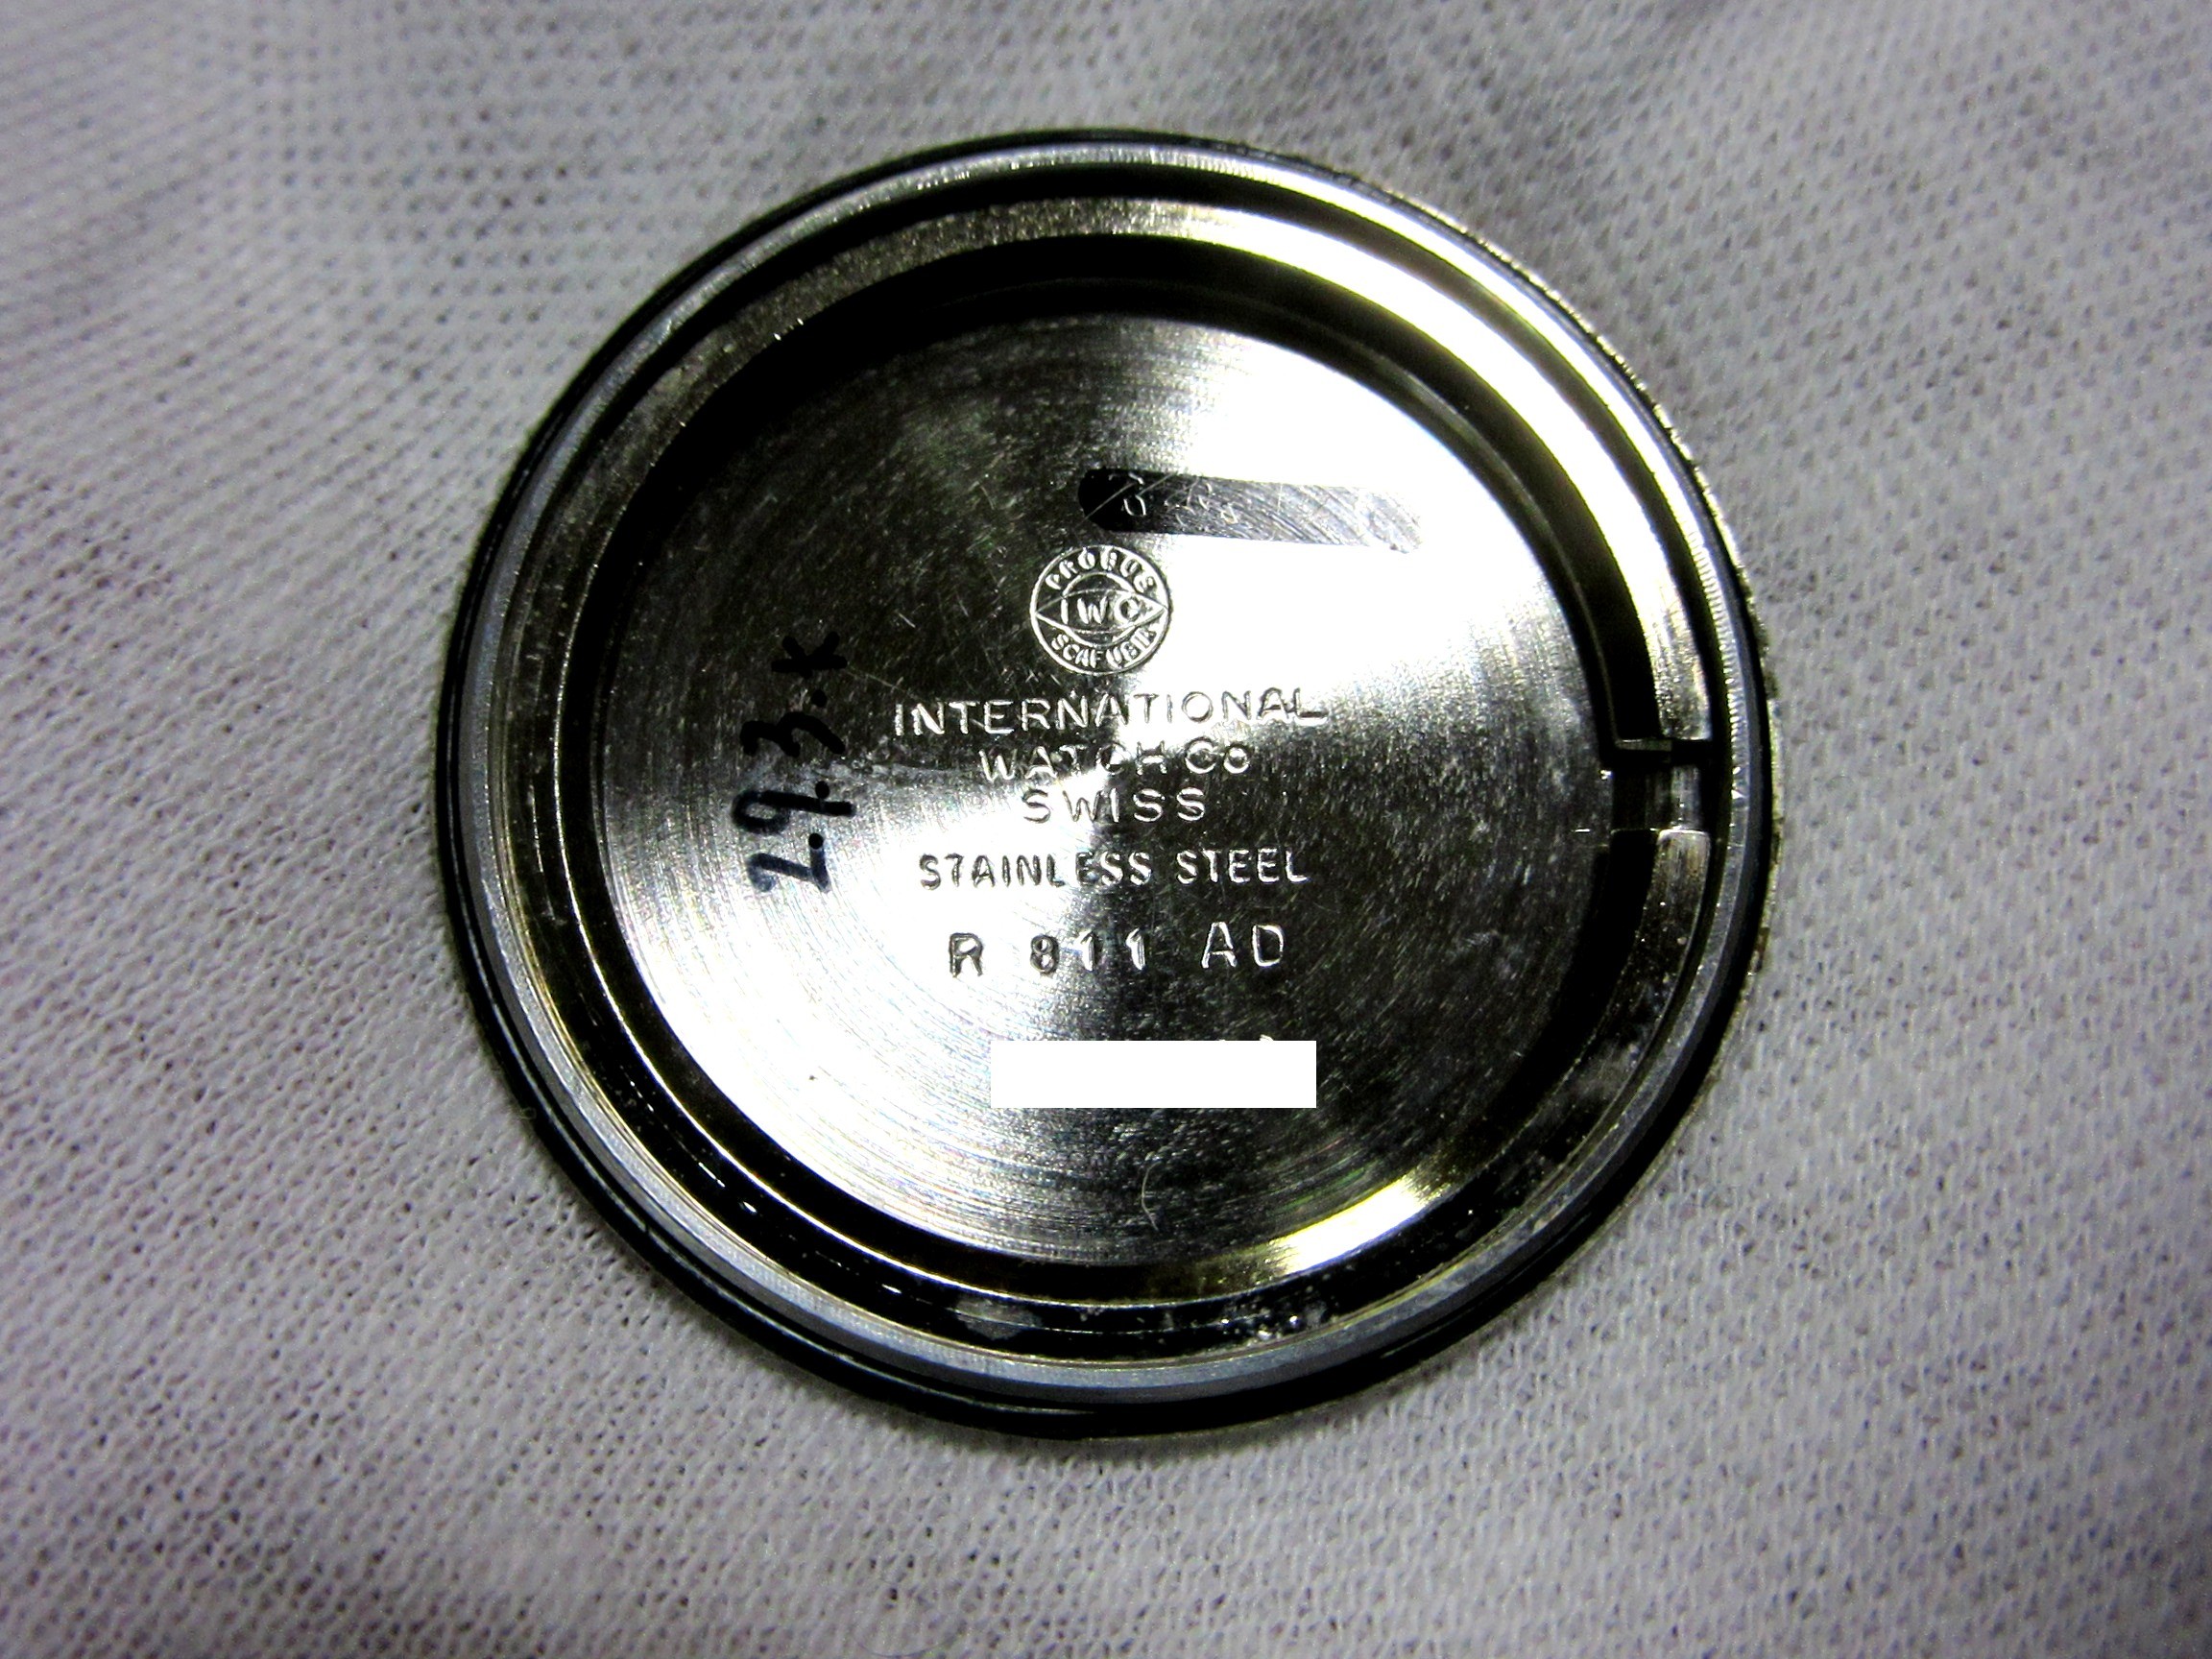 PROBUS
IWC
SCAFUSIA
INTERNATIONAL
WATCH Co
SWISS
STAINLESS STEEL
R 811 AD
29.3.K